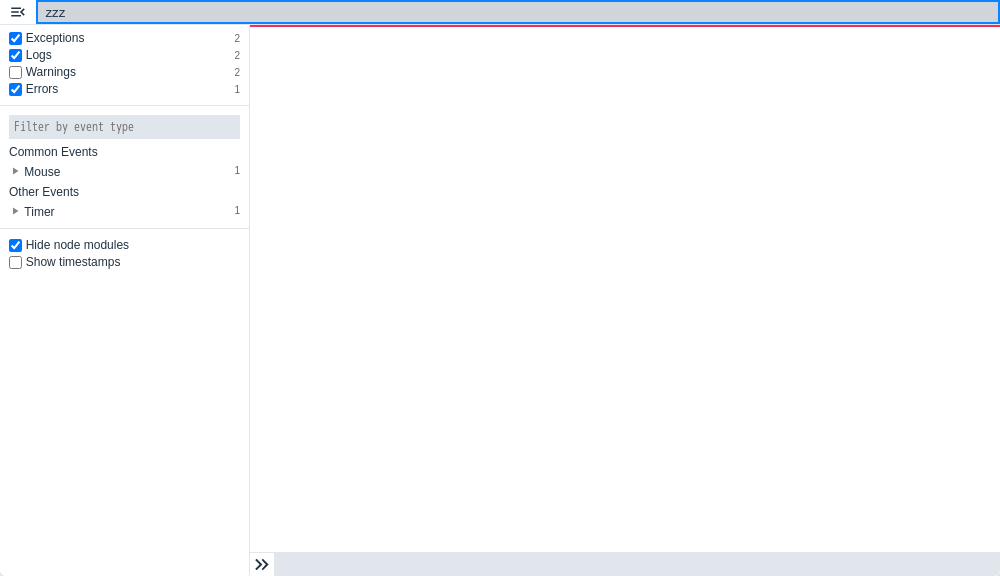 zzz
Exceptions 2
Logs 2
Warnings 2
Errors 1
Filter by event type
Common Events
Mouse 1
Other Events
Timer 1
Hide node modules
Show timestamps